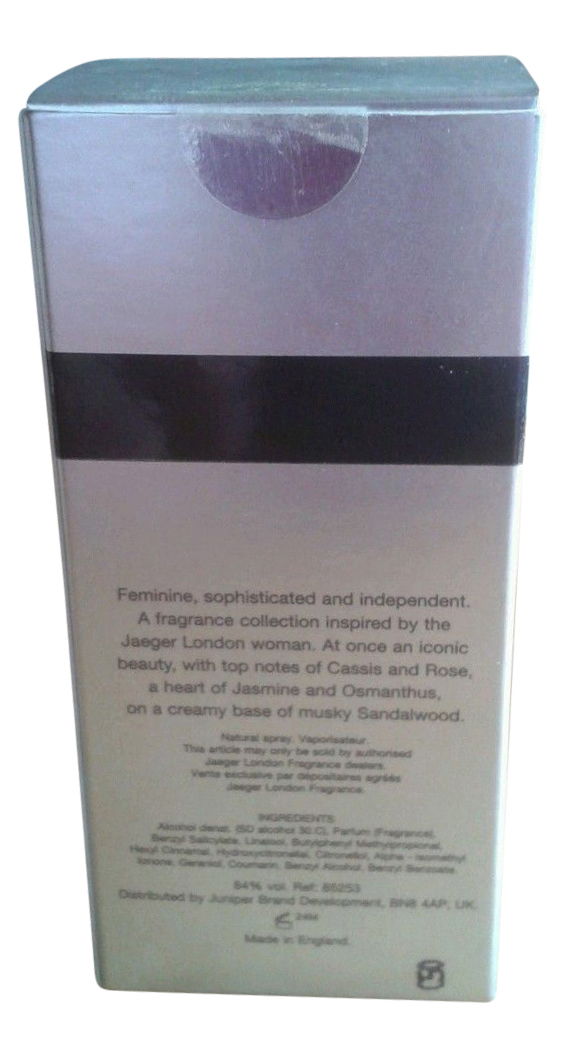 Feminine, sophisticated and independent.
A fragrance collection inspired by the
Jaeger London woman. At once an iconic
beauty, with top notes of Cassis and Rose,
a heart of Jasmine and Osmanthus,
on a creamy base of musky Sandalwood.
Natural spray. Vaporisateur.
This article may only be sold by authorised
Jaeger London Fragrance dealers.
Vente exclusive par dépositaires agréés
Jaeger London Fragrance.
INGREDIENTS
Alcohol denat. (SD alcohol 30 C), Parfum (Fragrance),
Benzyl Salicylate, Linalool, Butylphenyl Methylpropional,
Hexyl Cinnamal, Hydroxycitronellal, Citronellol, Alpha - Isomethyl
Ionone, Geraniol, Coumarin, Benzyl Alcohol, Benzyl Benzoate.
84% vol. Ref: 85253
Distributed by Juniper Brand Development, BN8 4AP, UK.
24M
Made in England.